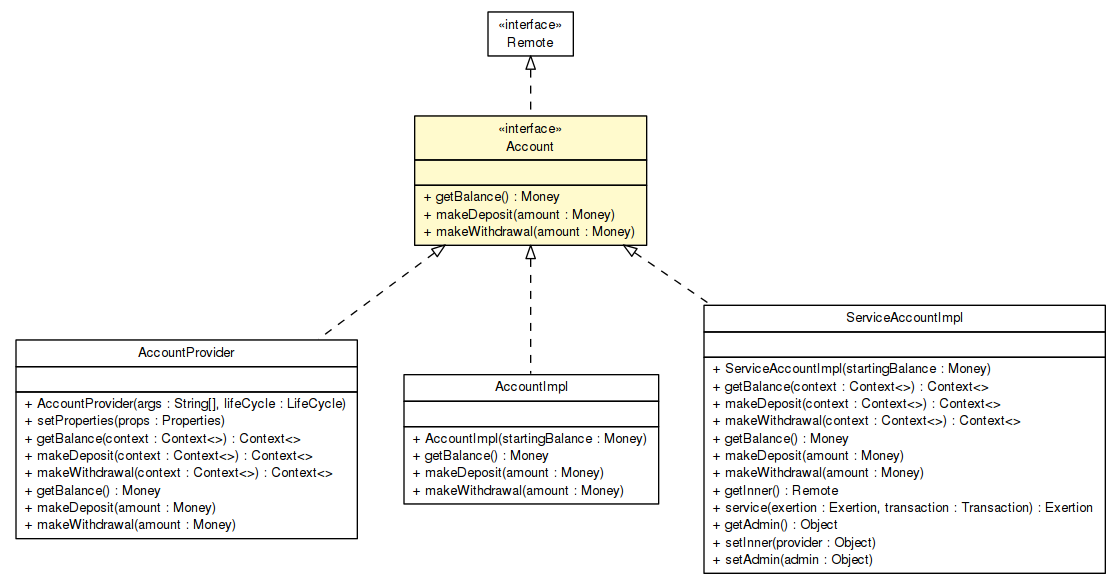 «interface»
Remote
«interface»
Account
+ getBalance() : Money
+ makeDeposit(amount : Money)
+ makeWithdrawal(amount : Money)
AccountProvider
+ AccountProvider(args : String[], lifeCycle : LifeCycle)
+ setProperties(props : Properties)
+ getBalance(context : Context<>) : Context<>
+ makeDeposit(context : Context<>) : Context<>
+ makeWithdrawal(context : Context<>) : Context<>
+ getBalance() : Money
+ makeDeposit(amount : Money)
+ makeWithdrawal(amount : Money)
AccountImpl
+ AccountImpl(startingBalance : Money)
+ getBalance() : Money
+ makeDeposit(amount : Money)
+ makeWithdrawal(amount : Money)
ServiceAccountImpl
+ ServiceAccountImpl(startingBalance : Money)
+ getBalance(context : Context<>) : Context<>
+ makeDeposit(context : Context<>) : Context<>
+ makeWithdrawal(context : Context<>) : Context<>
+ getBalance() : Money
+ makeDeposit(amount : Money)
+ makeWithdrawal(amount : Money)
+ getInner() : Remote
+ service(exertion : Exertion, transaction : Transaction) : Exertion
+ getAdmin() : Object
+ setInner(provider : Object)
+ setAdmin(admin : Object)